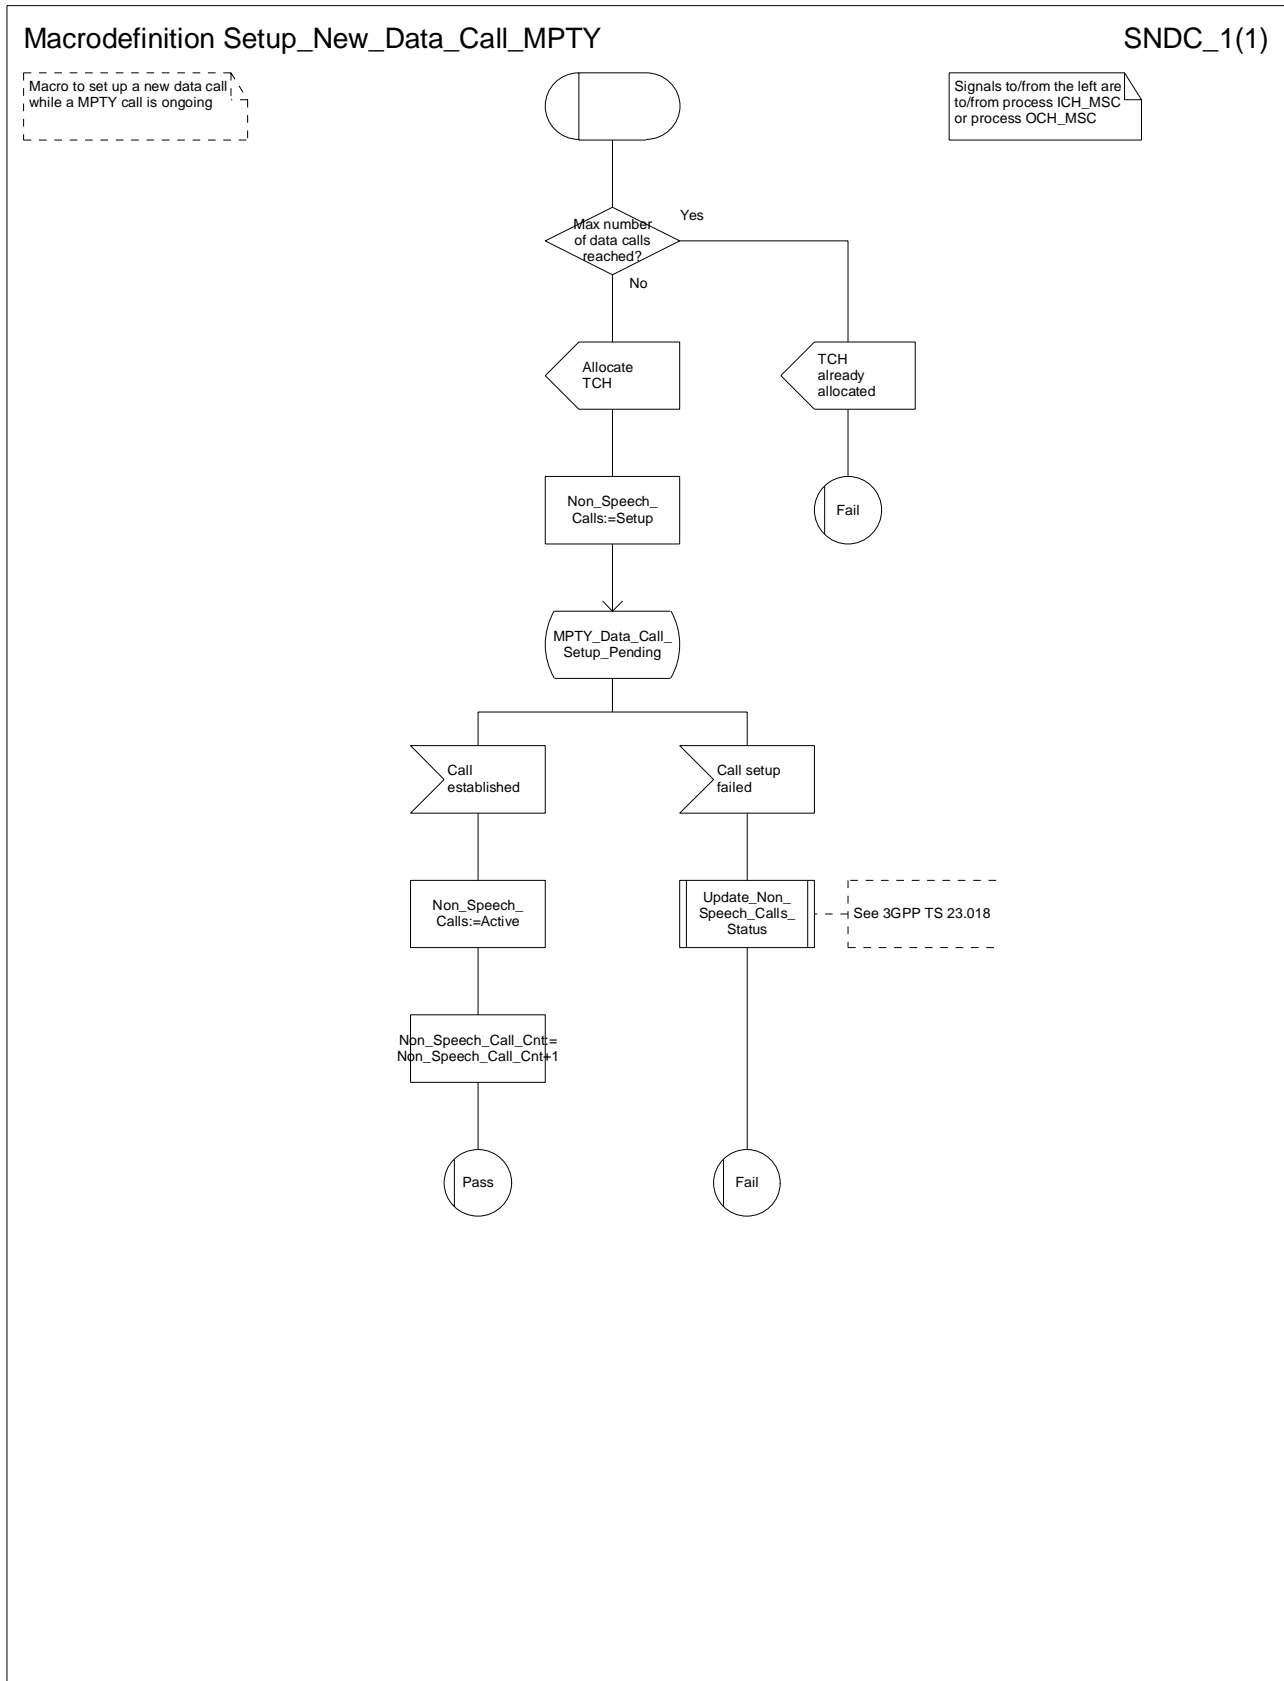 Macrodefinition Setup_New_Data_Call_MPTY
SNDC_1(1)
Macro to set up a new data call
while a MPTY call is ongoing
Signals to/from the left are
to/from process ICH_MSC
or process OCH_MSC
Max number
of data calls
reached?
Yes
No
Allocate
TCH
TCH
already
allocated
Non_Speech_
Calls:=Setup
Fail
MPTY_Data_Call_
Setup_Pending
Call
established
Call setup
failed
Non_Speech_
Calls:=Active
Update_Non_
Speech_Calls_
Status
See 3GPP TS 23.018
Non_Speech_Call_Cnt:=
Non_Speech_Call_Cnt+1
Pass
Fail